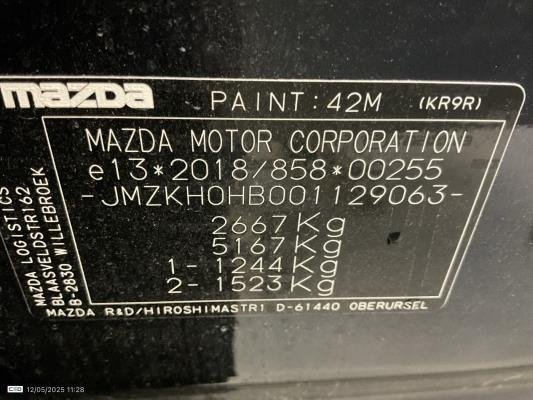 mazda PAINT: 42M (KR9R)
MAZDA MOTOR CORPORATION
e13*2018/858*00255
-JMZKH0HB001129063-
2667Kg
5167Kg
1- 1244Kg
2- 1523Kg
MAZDA R&D/HIROSHIMASTR1 D-61440 OBERURSEL
MAZDA LOGISTICS
BLAASVELDSTR162
B-2830 WILLEBROEK
12/05/2025 11:28